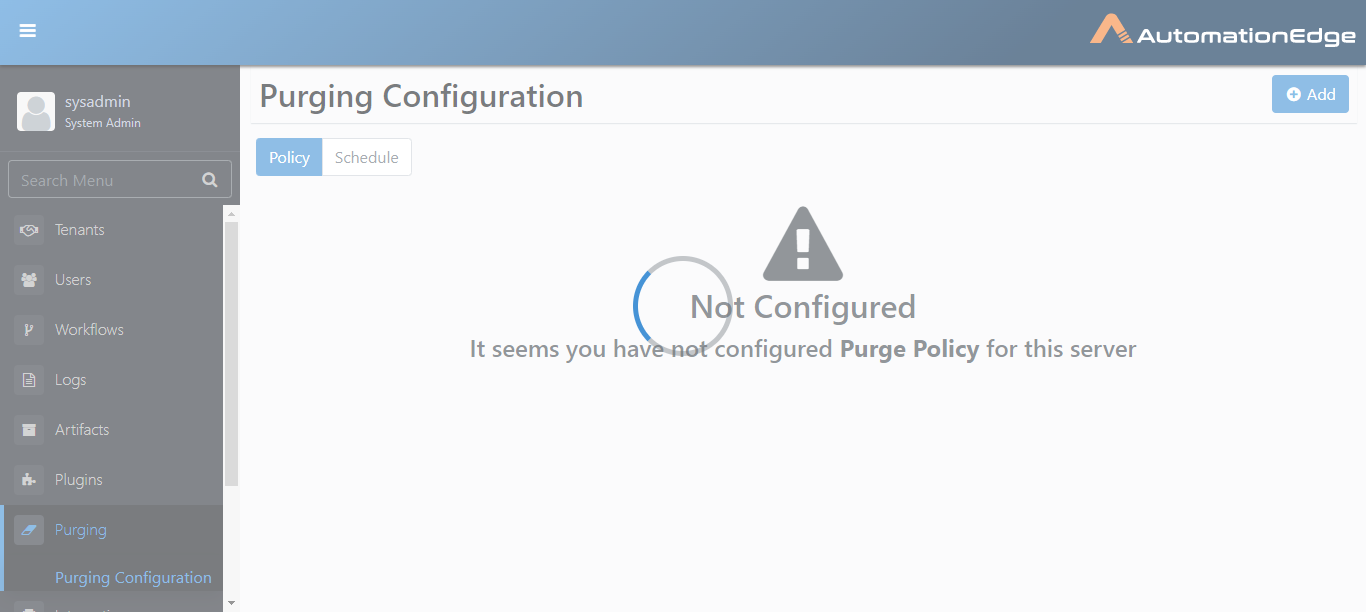 AutomationEdge
sysadmin
System Admin
Search Menu
Tenants
Users
Workflows
Logs
Artifacts
Plugins
Purging
Purging Configuration
Purging Configuration
Add
Policy
Schedule
Not Configured
It seems you have not configured Purge Policy for this server